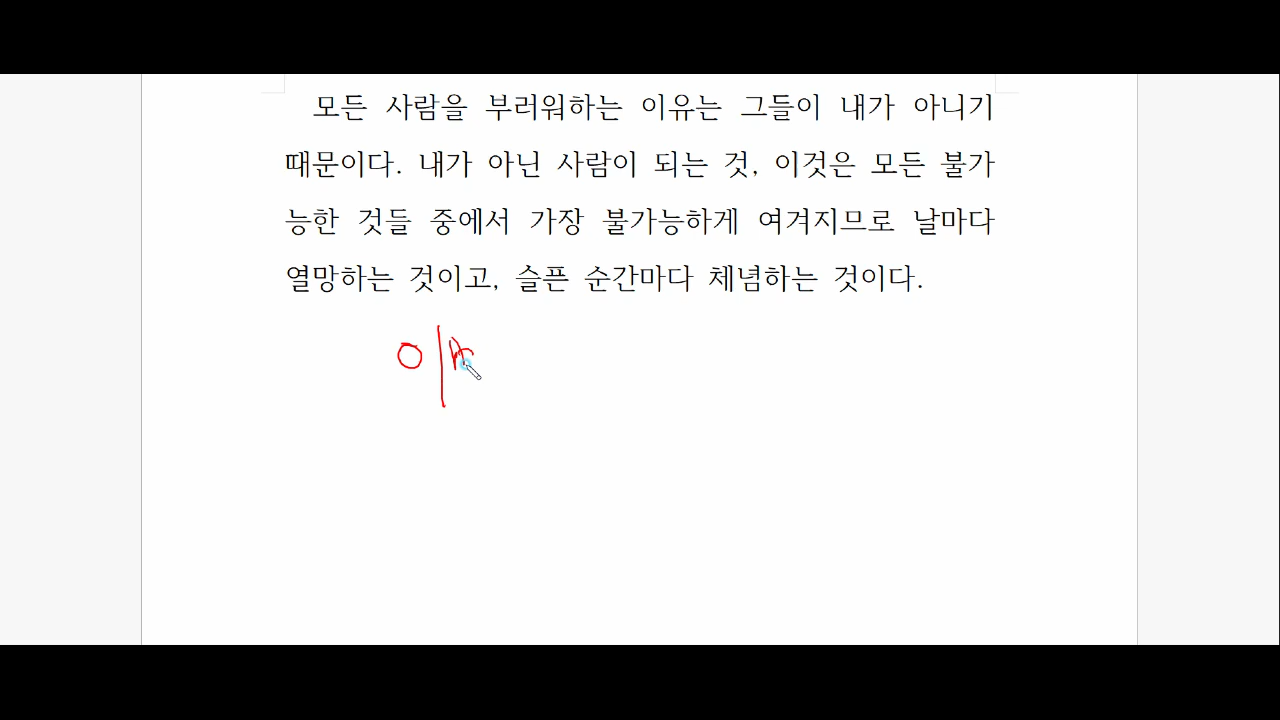 모든 사람을 부러워하는 이유는 그들이 내가 아니기
때문이다. 내가 아닌 사람이 되는 것, 이것은 모든 불가
능한 것들 중에서 가장 불가능하게 여겨지므로 날마다
열망하는 것이고, 슬픈 순간마다 체념하는 것이다.